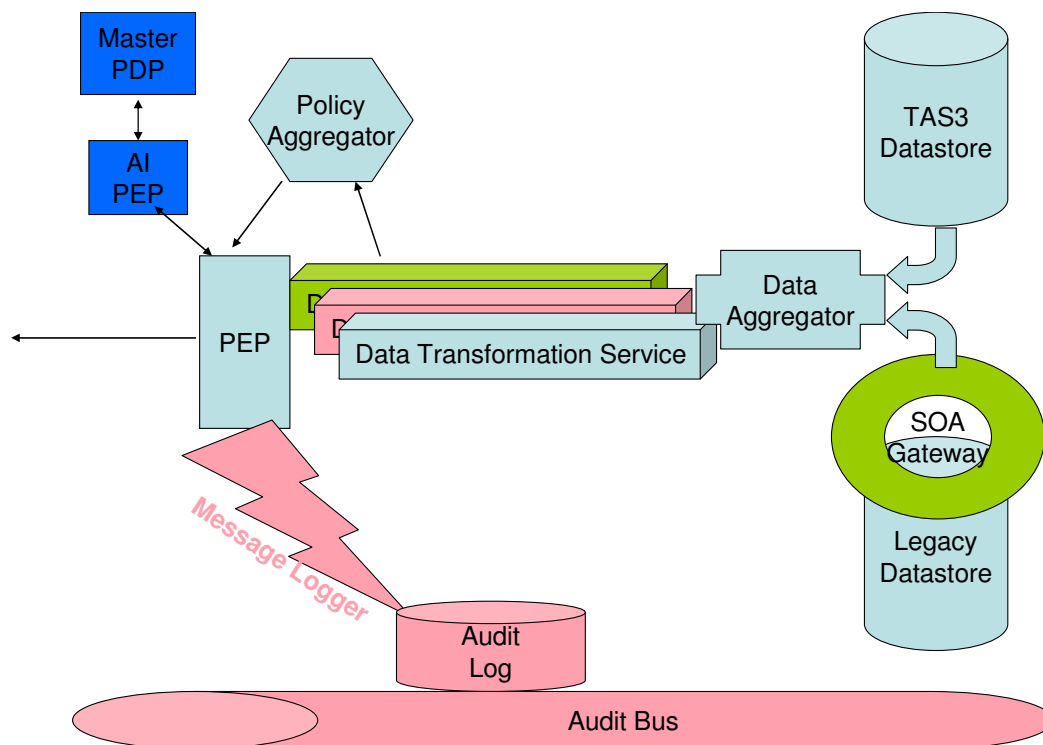 Master
PDP
Policy
Aggregator
TAS3
Datastore
AI
PEP
Data
Aggregator
D
D
PEP
Data Transformation Service
SOA
Gateway
Legacy
Datastore
Message Logger
Audit
Log
Audit Bus